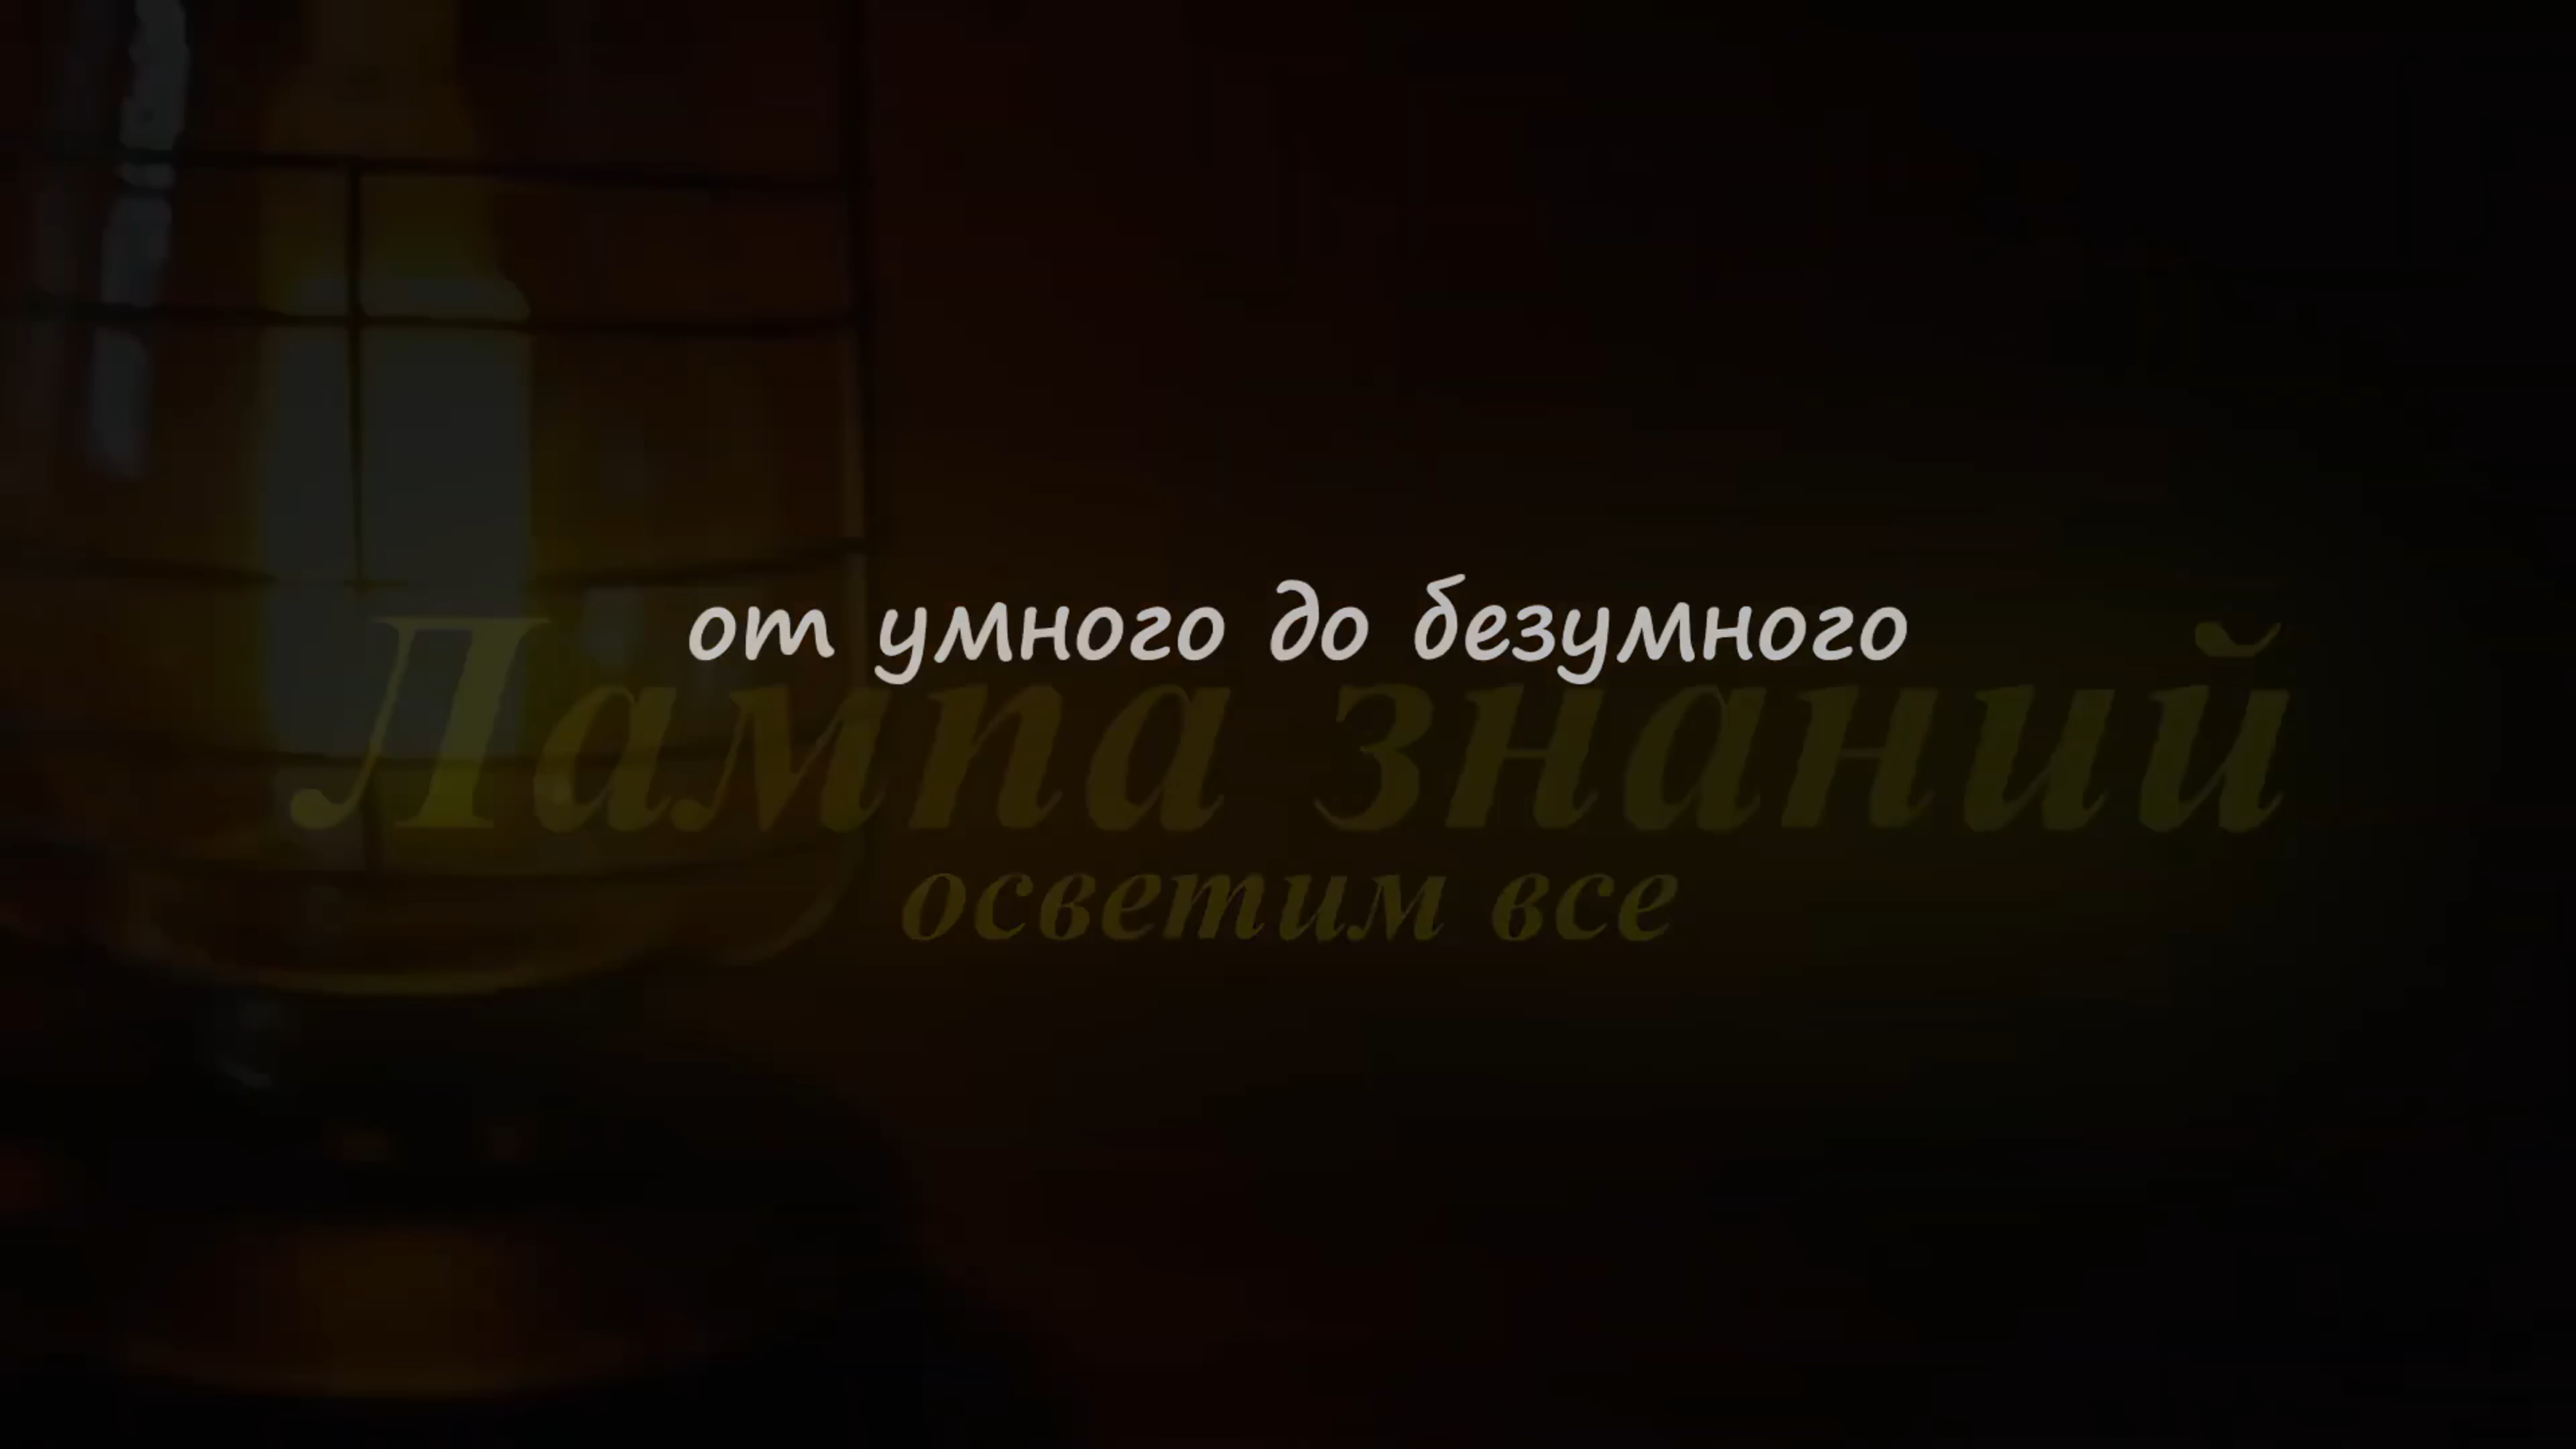 от умного до безумного
Лампа знаний
осветим все